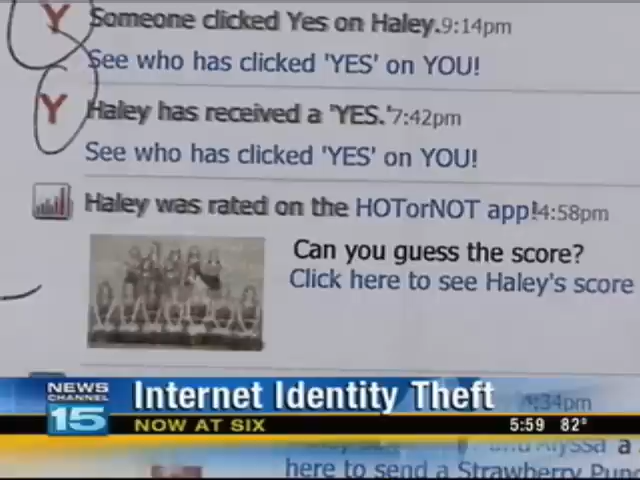 Someone clicked Yes on Haley.9:14pm
See who has clicked 'YES' on YOU!
Haley has received a 'YES.'7:42pm
See who has clicked 'YES' on YOU!
Haley was rated on the HOTorNOT app!4:58pm
Can you guess the score?
Click here to see Haley's score
NEWS
CHANNEL
15
Internet Identity Theft
NOW AT SIX
5:59 82°
and Alyssa a
here to send a Strawberry
Y
Y